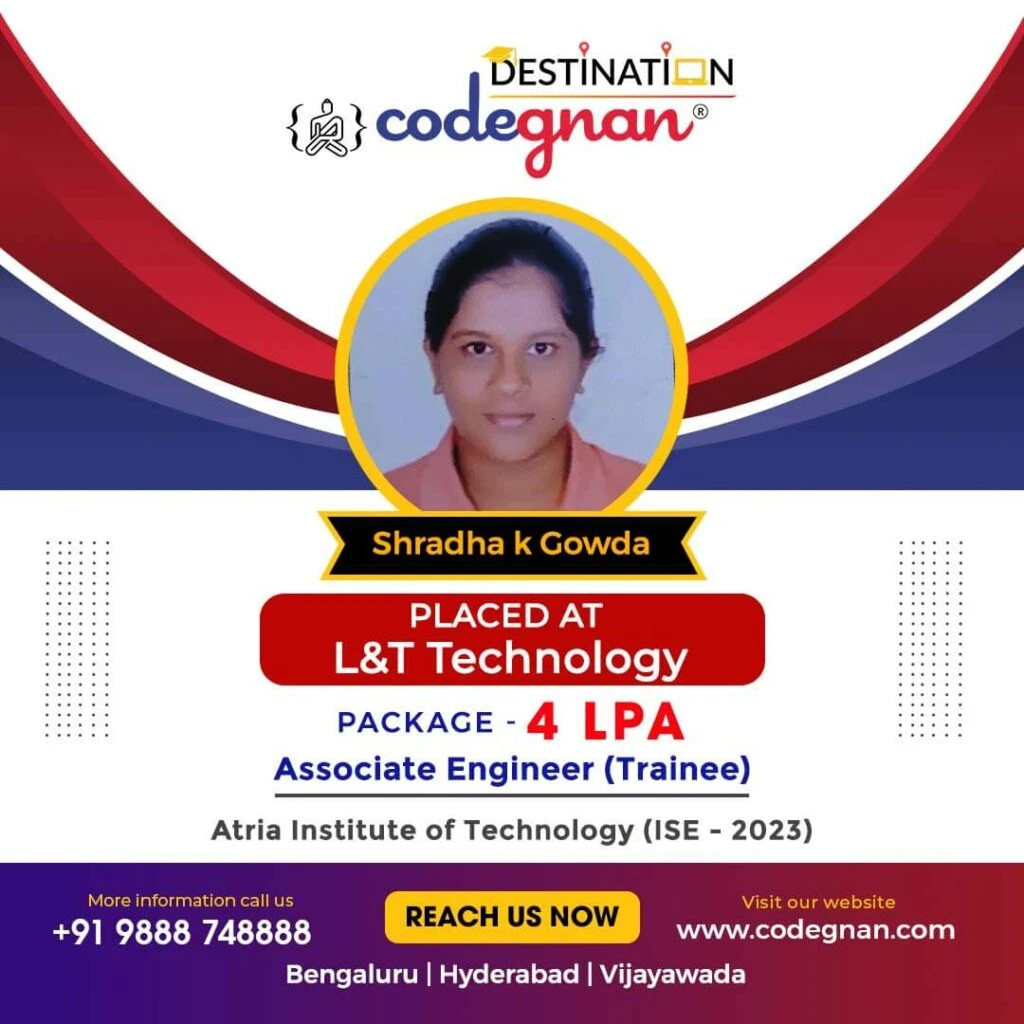 DESTINATION
codegnan®
Shradha k Gowda
PLACED AT
L&T Technology
PACKAGE - 4 LPA
Associate Engineer (Trainee)
Atria Institute of Technology (ISE - 2023)
More information call us
+91 9888 748888
REACH US NOW
Visit our website
www.codegnan.com
Bengaluru | Hyderabad | Vijayawada